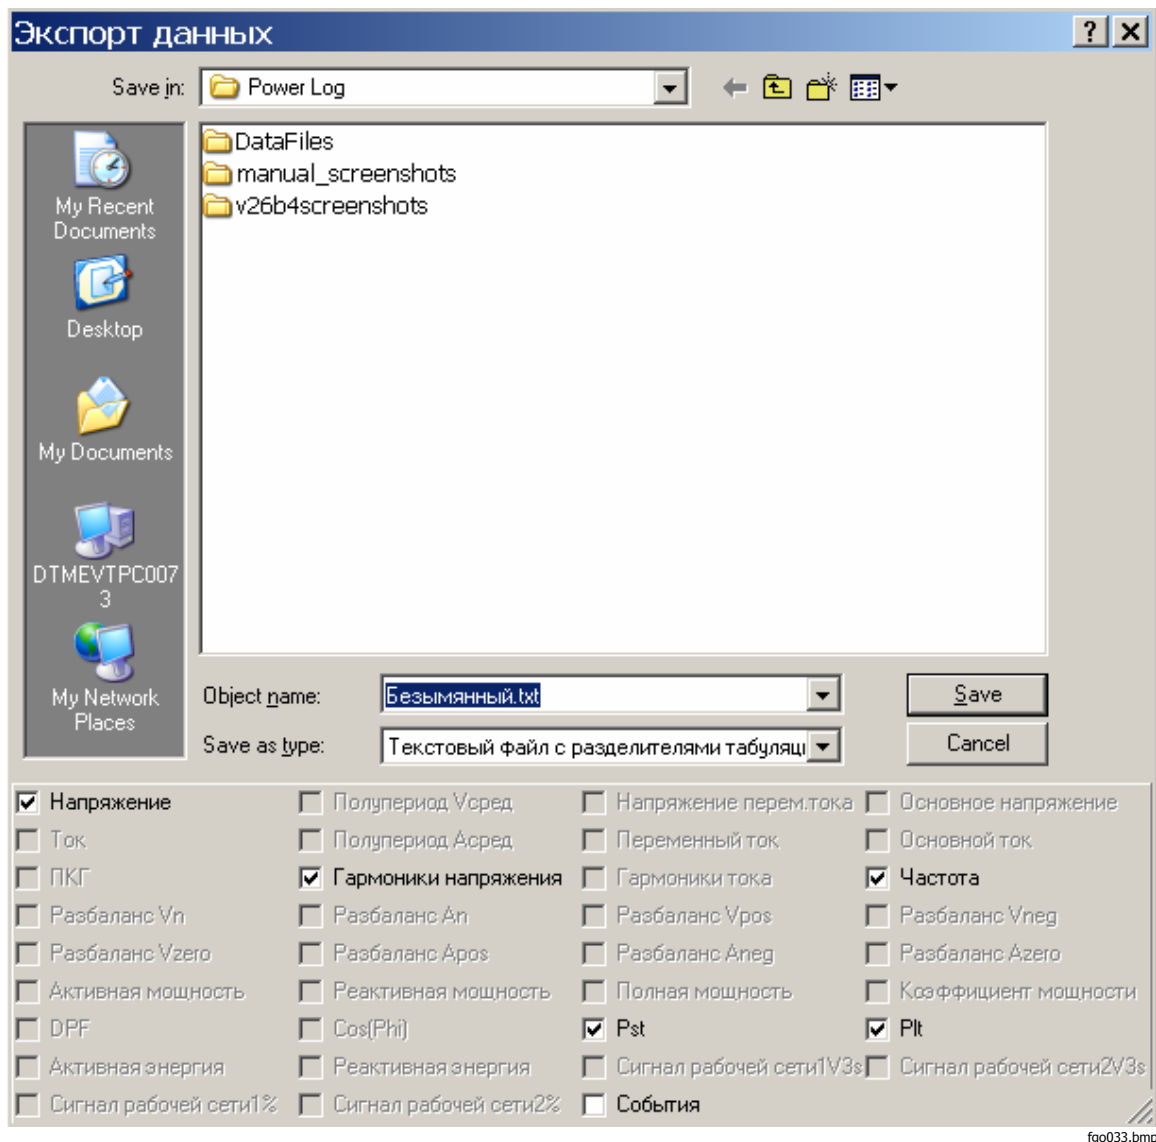 Экспорт данных
Save in: Power Log
DataFiles
manual_screenshots
v26b4screenshots
My Recent
Documents
Desktop
My Documents
DTMEVTPC007
3
My Network
Places
Object name: Безымянный.txt Save
Save as type: Текстовый файл с разделителями табуляц Cancel
Напряжение Полупериод Vсред Напряжение перем.тока Основное напряжение
Ток Полупериод Aсред Переменный ток Основной ток
ПКГ Гармоники напряжения Гармоники тока Частота
Разбаланс Vn Разбаланс An Разбаланс Vpos Разбаланс Vneg
Разбаланс Vzero Разбаланс Apos Разбаланс Aneg Разбаланс Azero
Активная мощность Реактивная мощность Полная мощность Коэффициент мощности
DPF Cos(Phi) Pst Plt
Активная энергия Реактивная энергия Сигнал рабочей сети1V3s Сигнал рабочей сети2V3s
Сигнал рабочей сети1% Сигнал рабочей сети2% События
fqo033.bmp